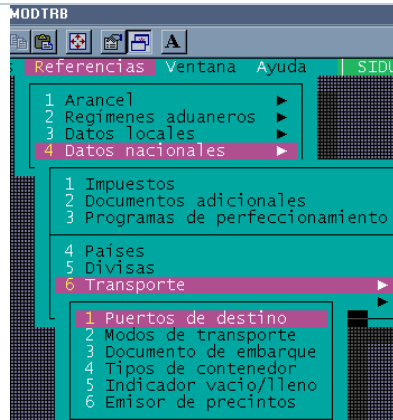 MODTRB
A
Referencias Ventana Ayuda SIDU
1 Arancel
2 Regímenes aduaneros
3 Datos locales
4 Datos nacionales
1 Impuestos
2 Documentos adicionales
3 Programas de perfeccionamiento
4 Países
5 Divisas
6 Transporte
1 Puertos de destino
2 Modos de transporte
3 Documento de embarque
4 Tipos de contenedor
5 Indicador vacio/lleno
6 Emisor de precintos